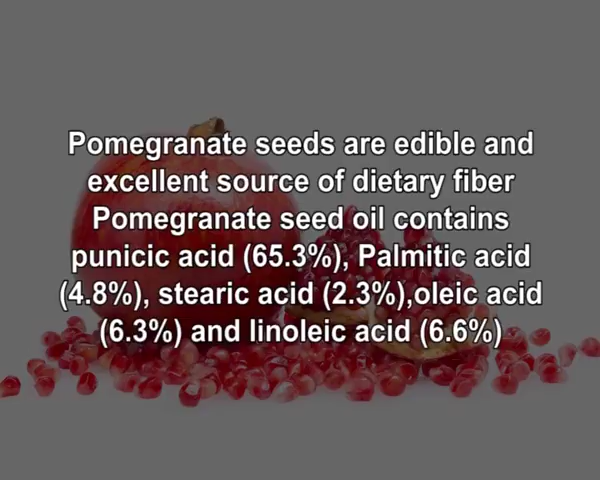 Pomegranate seeds are edible and
excellent source of dietary fiber
Pomegranate seed oil contains
punicic acid (65.3%), Palmitic acid
(4.8%), stearic acid (2.3%),oleic acid
(6.3%) and linoleic acid (6.6%)